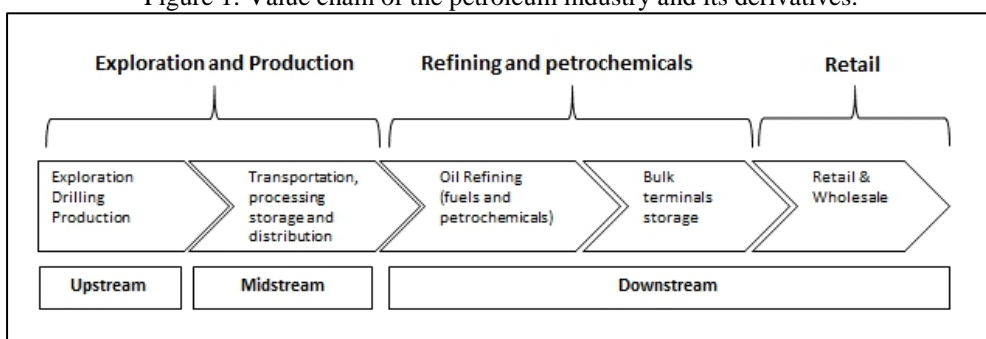 Figure 1: Value chain of the petroleum industry and its derivatives.
Exploration and Production
Refining and petrochemicals
Retail
Exploration
Drilling
Production
Transportation,
processing
storage and
distribution
Oil Refining
(fuels and
petrochemicals)
Bulk
terminals
storage
Retail &
Wholesale
Upstream
Midstream
Downstream